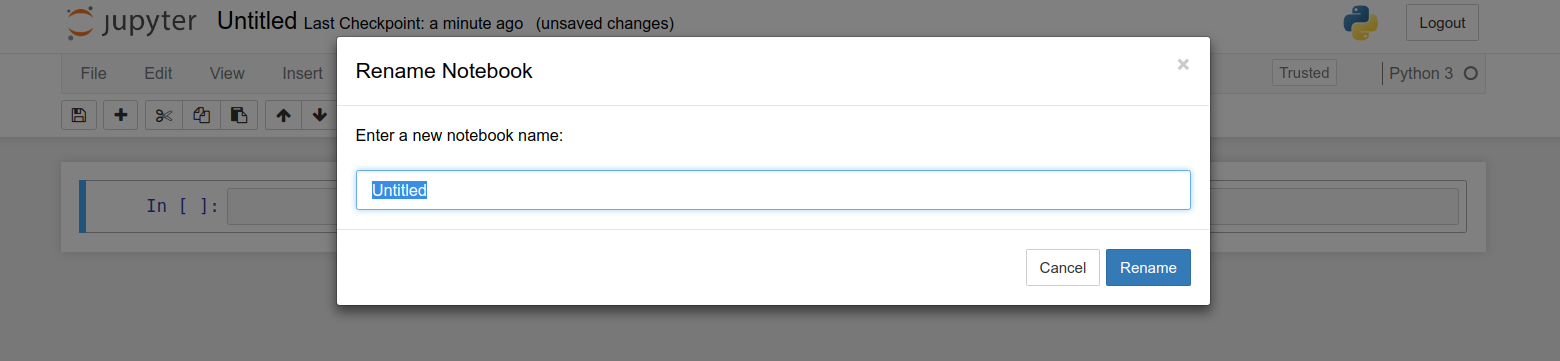 jupyter Untitled Last Checkpoint: a minute ago (unsaved changes) Logout
File Edit View Insert Trusted Python 3
Rename Notebook ×
Enter a new notebook name:
Untitled
In [ ]:
Cancel Rename